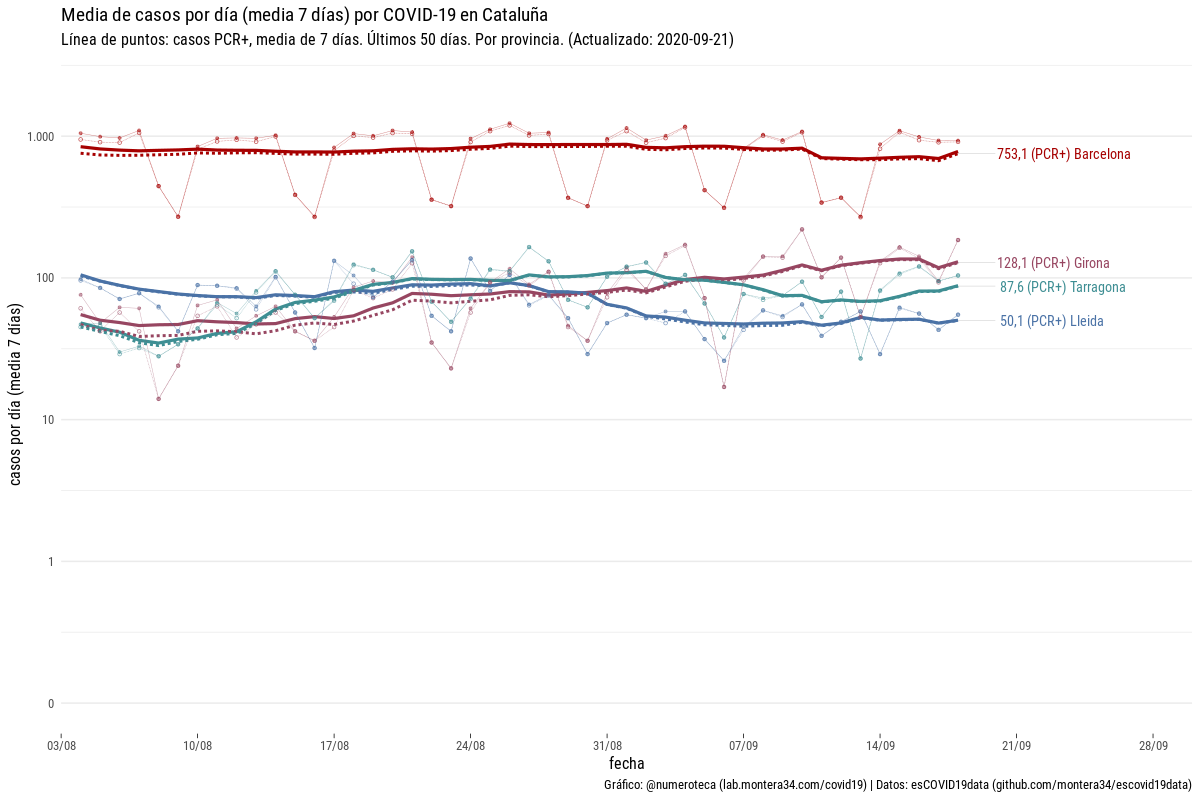 Media de casos por día (media 7 días) por COVID-19 en Cataluña
Línea de puntos: casos PCR+, media de 7 días. Últimos 50 días. Por provincia. (Actualizado: 2020-09-21)
casos por día (media 7 días)
1.000
100
10
1
0
753,1 (PCR+) Barcelona
128,1 (PCR+) Girona
87,6 (PCR+) Tarragona
50,1 (PCR+) Lleida
03/08 10/08 17/08 24/08 31/08 07/09 14/09 21/09 28/09
fecha
Gráfico: @numeroteca (lab.montera34.com/covid19) | Datos: esCOVID19data (github.com/montera34/escovid19data)